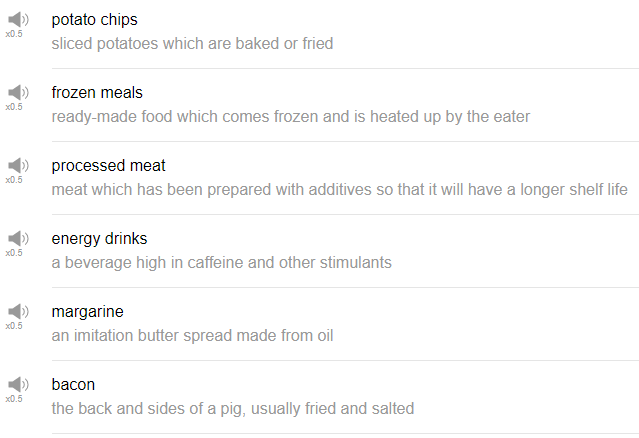 potato chips
x0.5
sliced potatoes which are baked or fried
frozen meals
x0.5
ready-made food which comes frozen and is heated up by the eater
processed meat
x0.5
meat which has been prepared with additives so that it will have a longer shelf life
energy drinks
x0.5
a beverage high in caffeine and other stimulants
margarine
x0.5
an imitation butter spread made from oil
bacon
x0.5
the back and sides of a pig, usually fried and salted